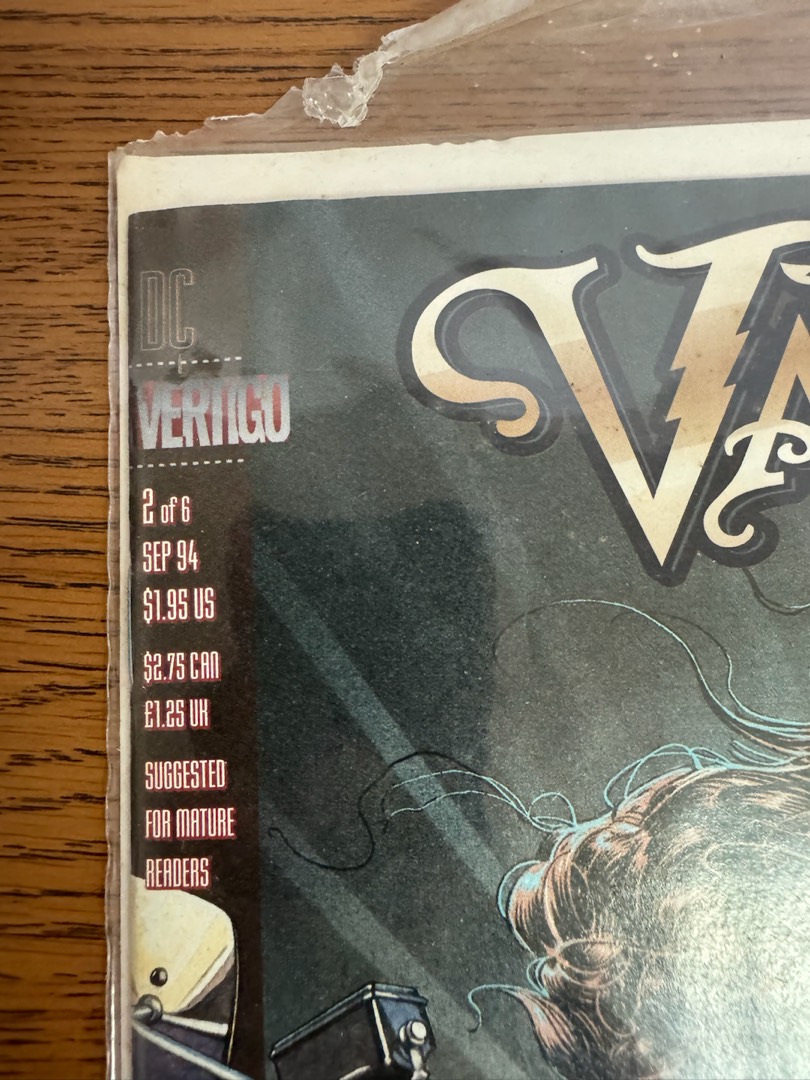 DC
VERTIGO
2 of 6
SEP 94
$1.95 US
$2.75 CAN
£1.25 UK
SUGGESTED
FOR MATURE
READERS